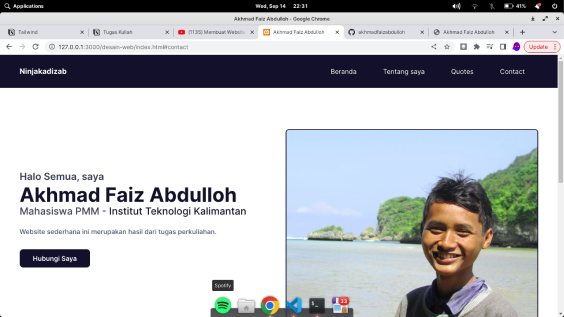 Applications
Wed, Sep 14 22:31
41%
Akhmad Faiz Abdulloh - Google Chrome
Tailwind
Tugas Kuliah
(1135) Membuat Websit
Akhmad Faiz Abdulloh
akhmadfaizabdulloh
Akhmad Faiz Abdulloh
127.0.0.1:3000/desain-web/index.html#contact
Update
Ninjakadizab
Beranda
Tentang saya
Quotes
Contact
Halo Semua, saya
Akhmad Faiz Abdulloh
Mahasiswa PMM - Institut Teknologi Kalimantan
Website sederhana ini merupakan hasil dari tugas perkuliahan.
Hubungi Saya
Spotify
33